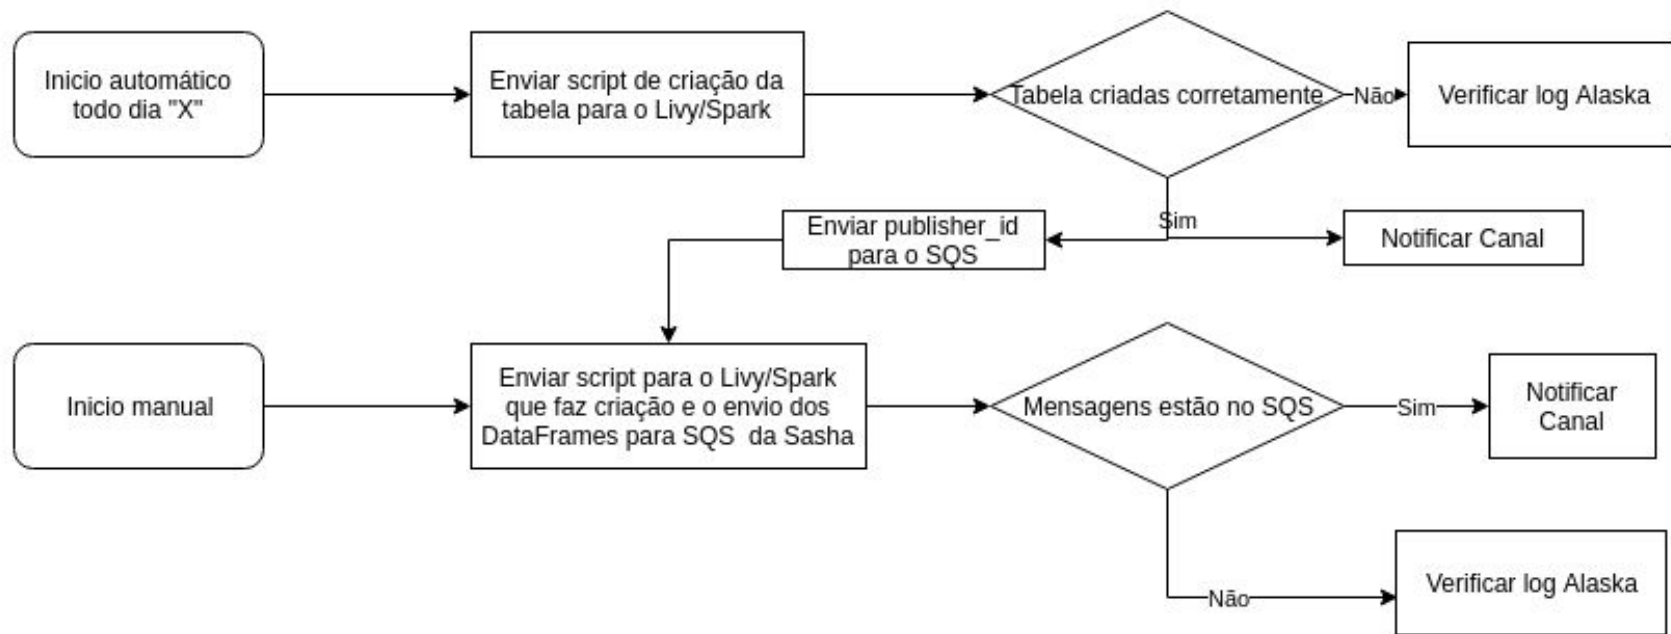 Inicio automático
todo dia "X"
Enviar script de criação da
tabela para o Livy/Spark
Tabela criadas corretamente
Não
Verificar log Alaska
Sim
Enviar publisher_id
para o SQS
Notificar Canal
Inicio manual
Enviar script para o Livy/Spark
que faz criação e o envio dos
DataFrames para SQS  da Sasha
Mensagens estão no SQS
Sim
Notificar
Canal
Não
Verificar log Alaska